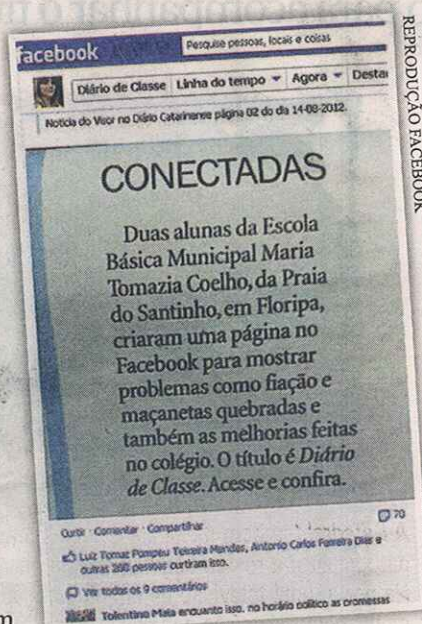 facebook
Pesquise pessoas, locais e coisas
Diário de Classe Linha do tempo Agora Destac
Notícia do Visor no Diário Catarinense página 02 do dia 14-08-2012.
CONECTADAS
Duas alunas da Escola
Básica Municipal Maria
Tomazia Coelho, da Praia
do Santinho, em Floripa,
criaram uma página no
Facebook para mostrar
problemas como fiação e
maçanetas quebradas e
também as melhorias feitas
no colégio. O título é Diário
de Classe. Acesse e confira.
Curtir · Comentar · Compartilhar
70
Luiz Tomaz Pompeu Teixeira Mendes, Antonio Carlos Ferreira Dias e
outras 268 pessoas curtiram isso.
Ver todos os 9 comentários
Tolentino Maia enquanto isso, no horário político as promessas
REPRODUÇÃO FACEBOOK